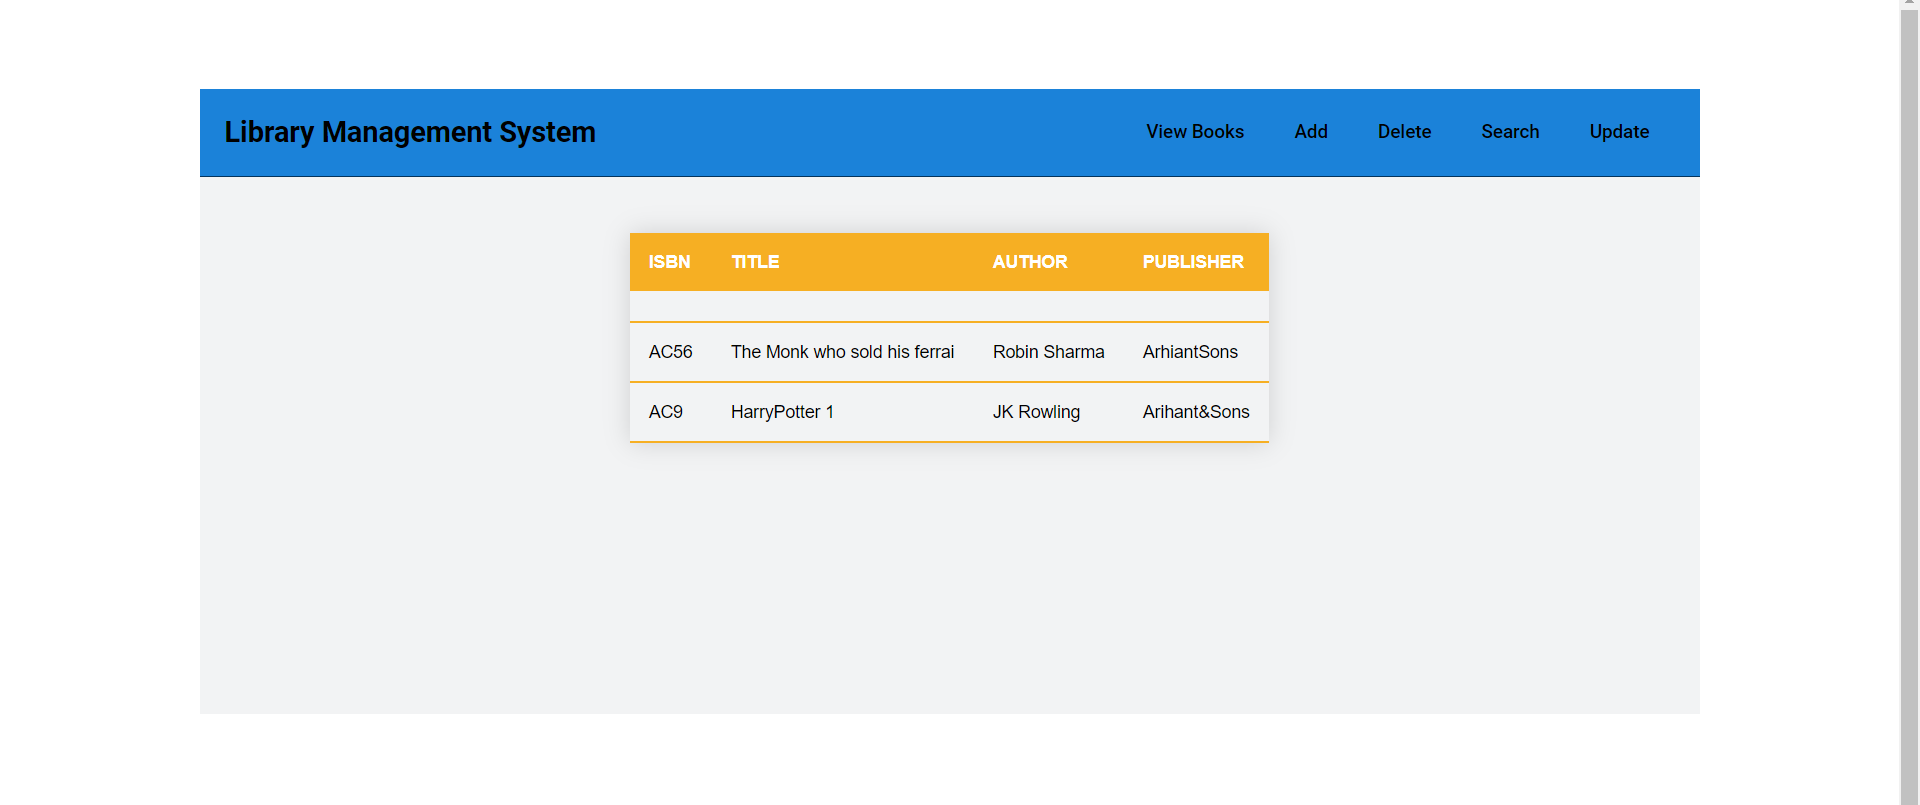 Library Management System View Books Add Delete Search Update
ISBN TITLE AUTHOR PUBLISHER
AC56 The Monk who sold his ferrai Robin Sharma ArhiantSons
AC9 HarryPotter 1 JK Rowling Arihant&Sons